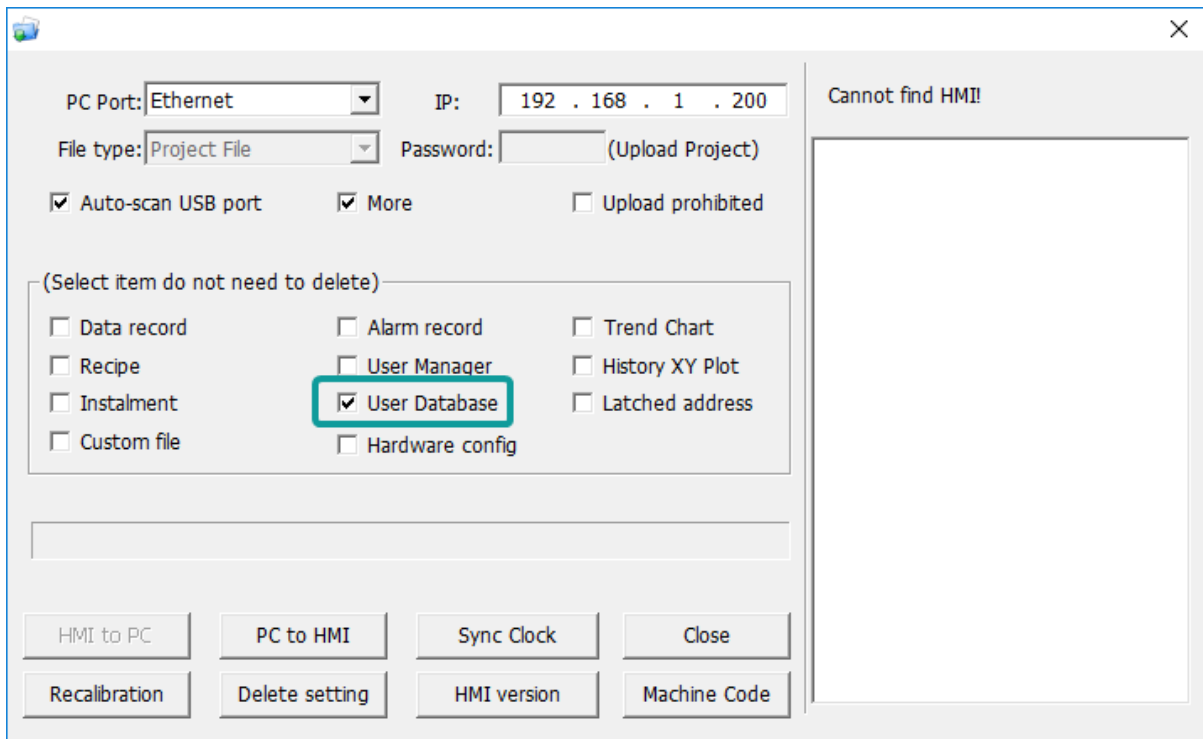 PC Port: Ethernet IP: 192 . 168 . 1 . 200
File type: Project File Password: (Upload Project)
Auto-scan USB port More Upload prohibited
(Select item do not need to delete)
Data record Alarm record Trend Chart
Recipe User Manager History XY Plot
Instalment User Database Latched address
Custom file Hardware config
HMI to PC PC to HMI Sync Clock Close
Recalibration Delete setting HMI version Machine Code
Cannot find HMI!